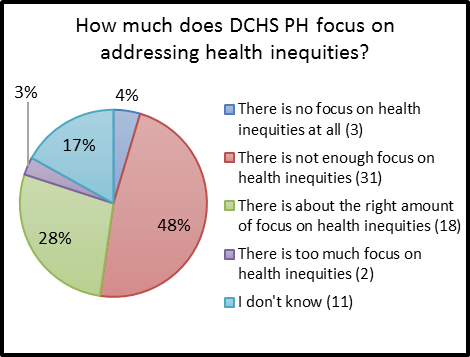 How much does DCHS PH focus on
addressing health inequities?
3%
4%
17%
48%
28%
There is no focus on health
inequities at all (3)
There is not enough focus on
health inequities (31)
There is about the right amount
of focus on health inequities (18)
There is too much focus on
health inequities (2)
I don't know (11)